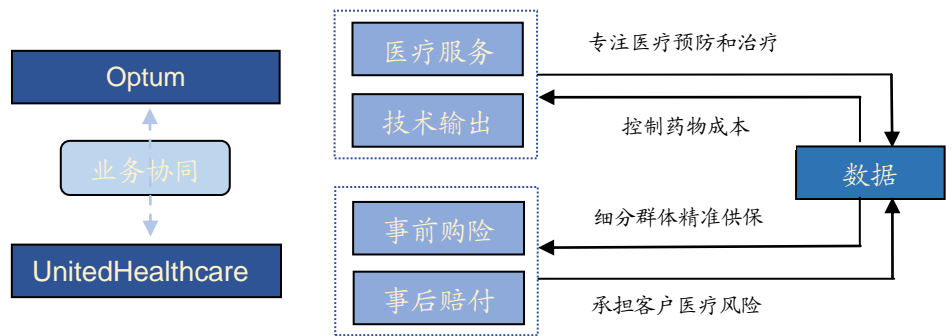 Optum
业务协同
UnitedHealthcare
医疗服务
技术输出
事前购险
事后赔付
专注医疗预防和治疗
控制药物成本
细分群体精准供保
承担客户医疗风险
数据